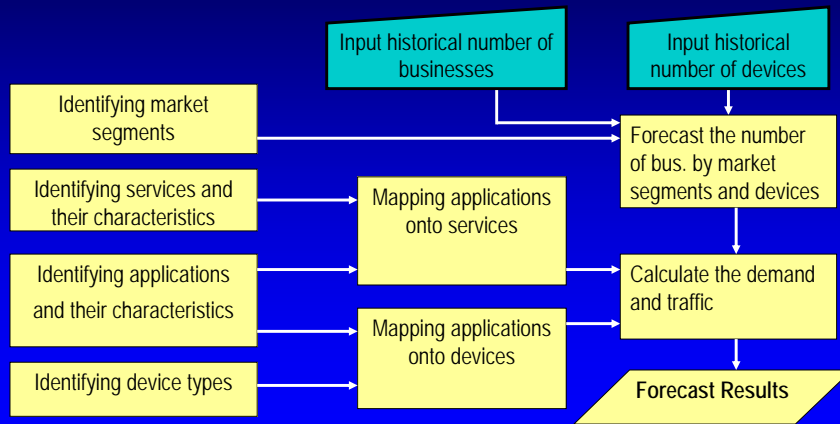 Input historical number of
businesses
Input historical
number of devices
Identifying market
segments
Forecast the number
of bus. by market
segments and devices
Identifying services and
their characteristics
Mapping applications
onto services
Identifying applications
and their characteristics
Calculate the demand
and traffic
Mapping applications
onto devices
Identifying device types
Forecast Results